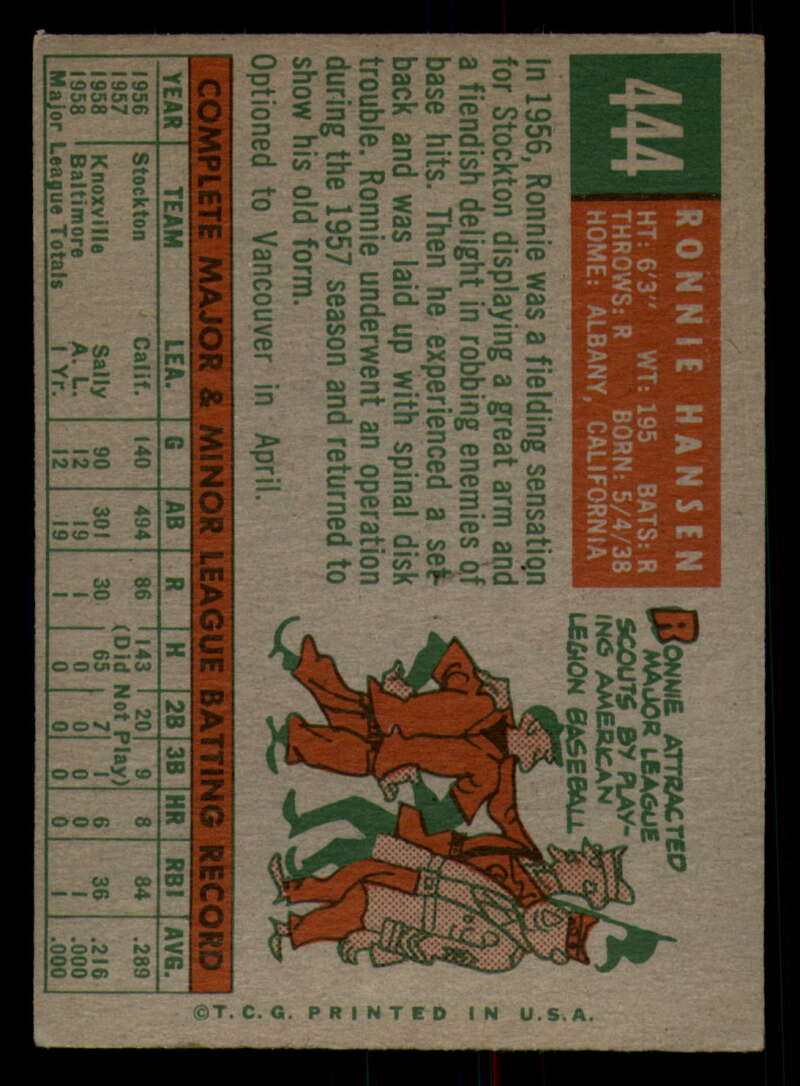 444
RONNIE HANSEN
HT: 6'3" WT: 195 BATS: R
THROWS: R BORN: 5/4/38
HOME: ALBANY, CALIFORNIA
In 1956, Ronnie was a fielding sensation
for Stockton displaying a great arm and
a fiendish delight in robbing enemies of
base hits. Then he experienced a set-
back and was laid up with spinal disk
trouble. Ronnie underwent an operation
during the 1957 season and returned to
show his old form.
Optioned to Vancouver in April.
RONNIE ATTRACTED
MAJOR LEAGUE
SCOUTS BY PLAY-
ING AMERICAN
LEGION BASEBALL
COMPLETE MAJOR & MINOR LEAGUE BATTING RECORD
YEAR TEAM LEA. G AB R H 2B 3B HR RBI AVG.
1956 Stockton Calif. 140 494 86 143 20 9 8 84 .289
1957 (Did Not Play)
1958 Knoxville Sally 90 301 30 65 7 1 6 36 .216
1958 Baltimore A. L. 12 19 1 0 0 0 0 1 .000
Major League Totals 1 Yr. 12 19 1 0 0 0 0 1 .000
©T.C.G. PRINTED IN U.S.A.